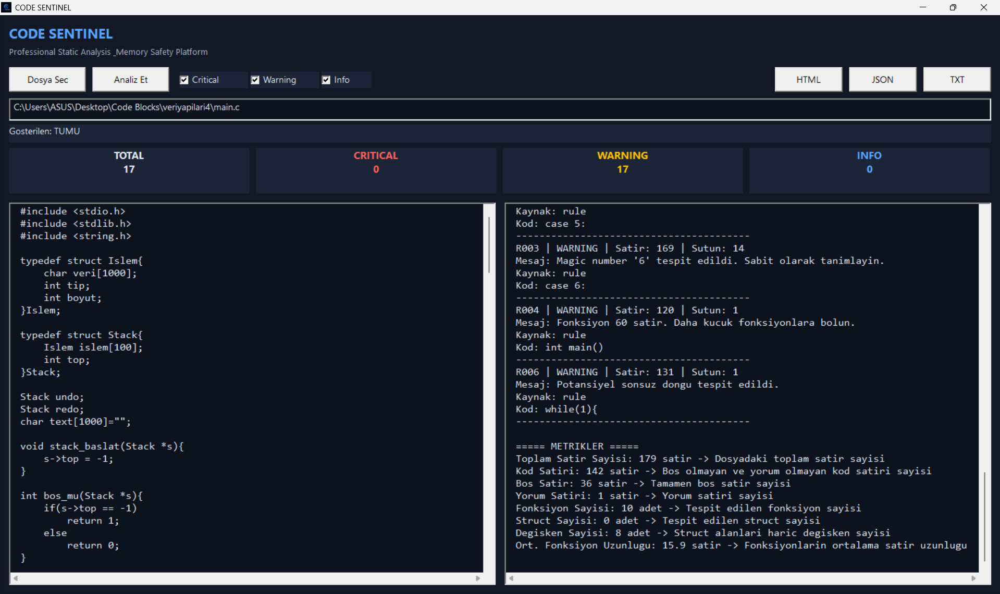 CODE SENTINEL
CODE SENTINEL
Professional Static Analysis _Memory Safety Platform
Dosya Sec
Analiz Et
Critical
Warning
Info
HTML
JSON
TXT
C:\Users\ASUS\Desktop\Code Blocks\veriyapilari4\main.c
Gosterilen: TUMU
TOTAL
17
CRITICAL
0
WARNING
17
INFO
0
#include <stdio.h>
#include <stdlib.h>
#include <string.h>
typedef struct Islem{
    char veri[1000];
    int tip;
    int boyut;
}Islem;
typedef struct Stack{
    Islem islem[100];
    int top;
}Stack;
Stack undo;
Stack redo;
char text[1000]="";
void stack_baslat(Stack *s){
    s->top = -1;
}
int bos_mu(Stack *s){
    if(s->top == -1)
        return 1;
    else
        return 0;
}
Kaynak: rule
Kod: case 5:
----------------------------------------
R003 | WARNING | Satir: 169 | Sutun: 14
Mesaj: Magic number '6' tespit edildi. Sabit olarak tanimlayin.
Kaynak: rule
Kod: case 6:
----------------------------------------
R004 | WARNING | Satir: 120 | Sutun: 1
Mesaj: Fonksiyon 60 satir. Daha kucuk fonksiyonlara bolun.
Kaynak: rule
Kod: int main()
----------------------------------------
R006 | WARNING | Satir: 131 | Sutun: 1
Mesaj: Potansiyel sonsuz dongu tespit edildi.
Kaynak: rule
Kod: while(1){
----------------------------------------
===== METRIKLER =====
Toplam Satir Sayisi: 179 satir -> Dosyadaki toplam satir sayisi
Kod Satiri: 142 satir -> Bos olmayan ve yorum olmayan kod satiri sayisi
Bos Satir: 36 satir -> Tamamen bos satir sayisi
Yorum Satiri: 1 satir -> Yorum satiri sayisi
Fonksiyon Sayisi: 10 adet -> Tespit edilen fonksiyon sayisi
Struct Sayisi: 0 adet -> Tespit edilen struct sayisi
Degisken Sayisi: 8 adet -> Struct alanlari haric degisken sayisi
Ort. Fonksiyon Uzunlugu: 15.9 satir -> Fonksiyonlarin ortalama satir uzunlugu